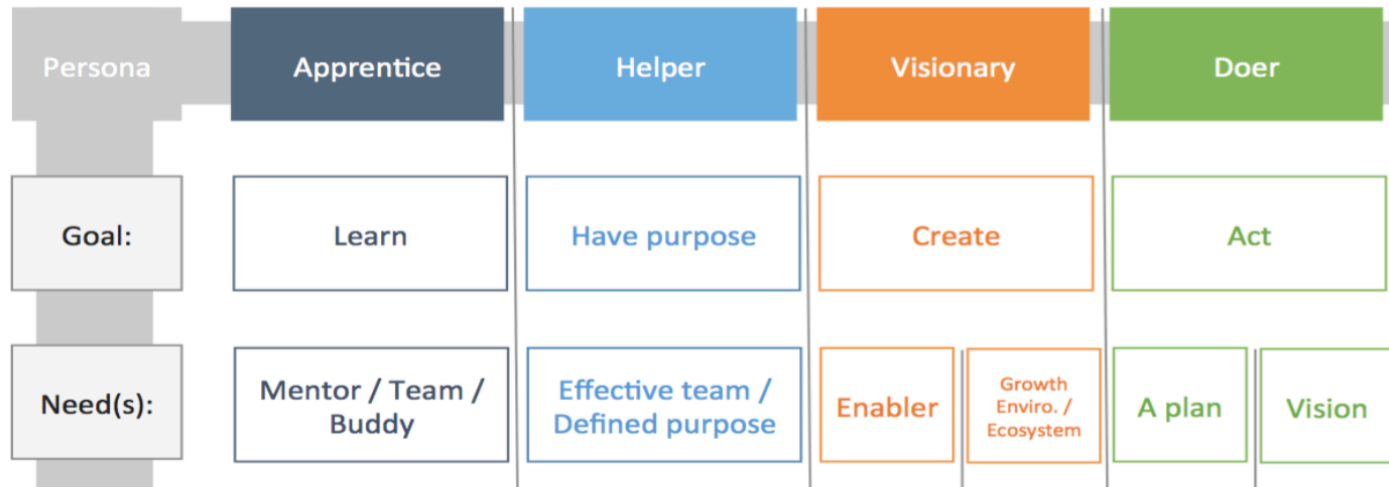 Persona
Apprentice
Helper
Visionary
Doer
Goal:
Learn
Have purpose
Create
Act
Need(s):
Mentor / Team /
Buddy
Effective team /
Defined purpose
Enabler
Growth
Enviro. /
Ecosystem
A plan
Vision